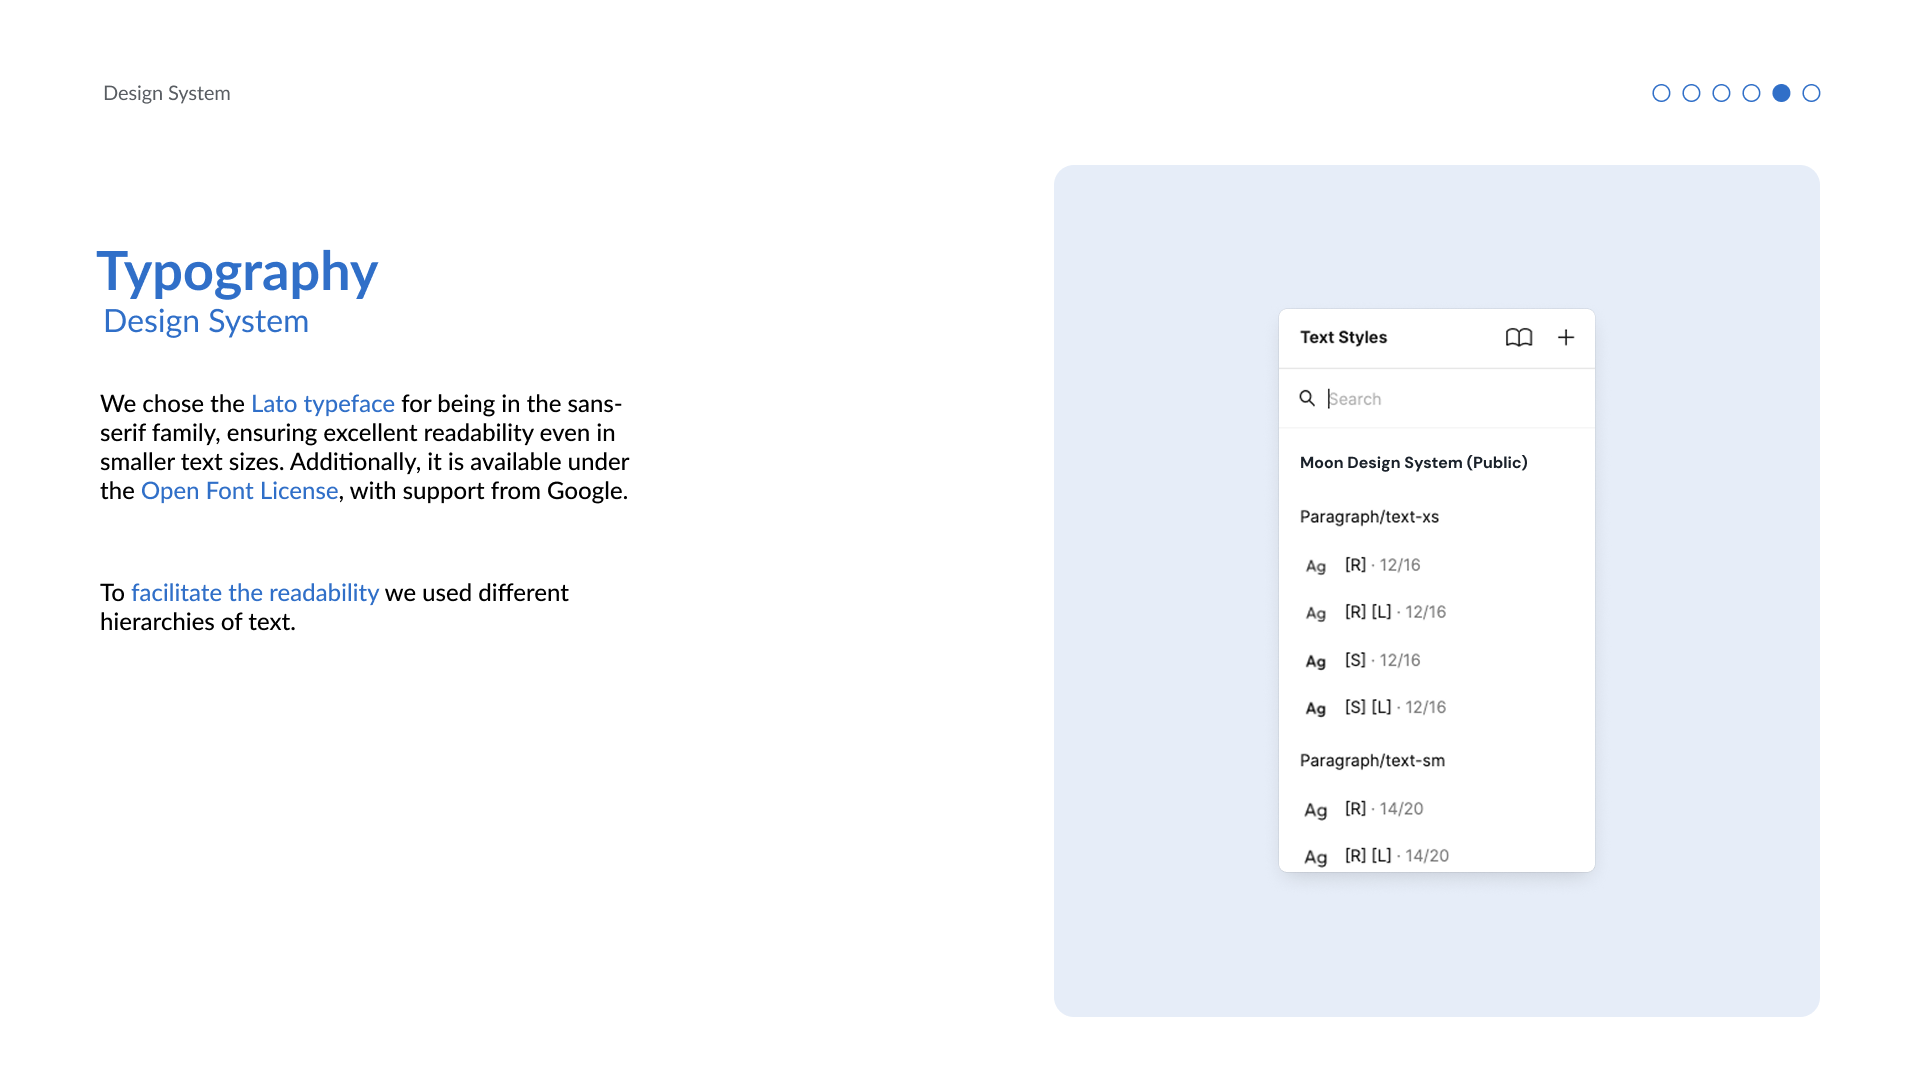 Design System
Typography
Design System
We chose the Lato typeface for being in the sans-
serif family, ensuring excellent readability even in
smaller text sizes. Additionally, it is available under
the Open Font License, with support from Google.
To facilitate the readability we used different
hierarchies of text.
Text Styles
Search
Moon Design System (Public)
Paragraph/text-xs
Ag [R] · 12/16
Ag [R] [L] · 12/16
Ag [S] · 12/16
Ag [S] [L] · 12/16
Paragraph/text-sm
Ag [R] · 14/20
Ag [R] [L] · 14/20